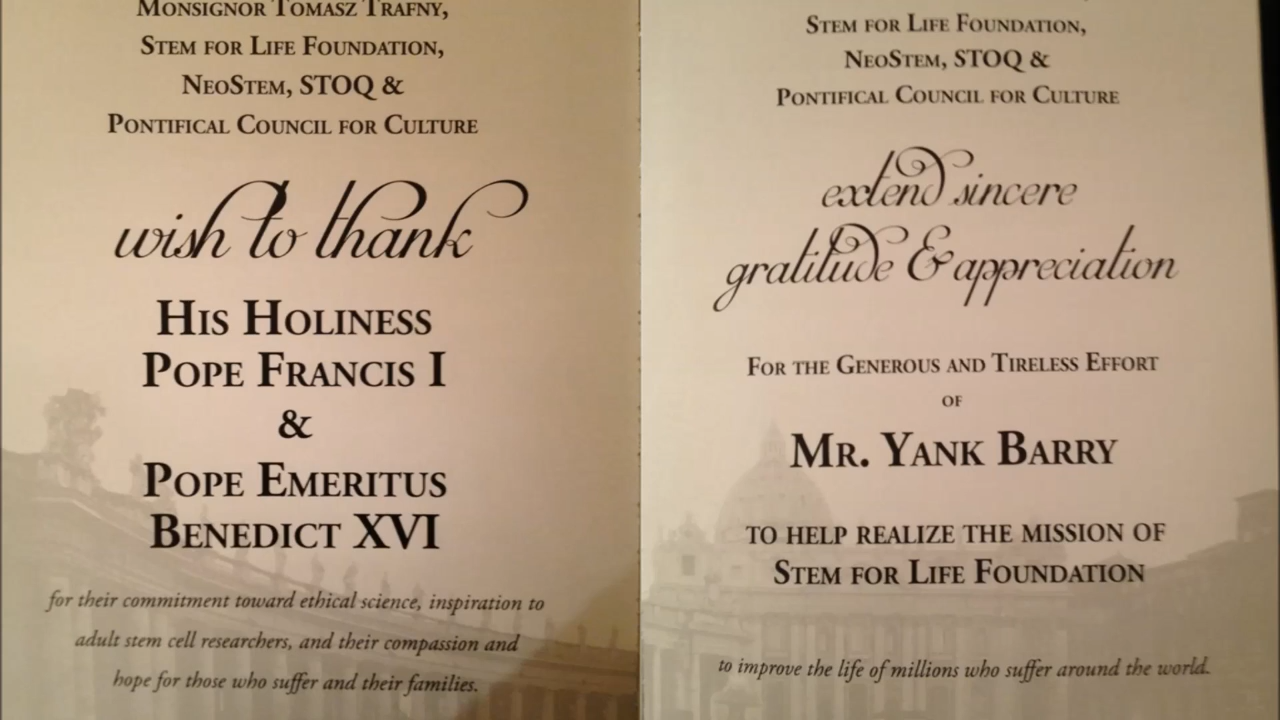 Monsignor Tomasz Trafny,
Stem for Life Foundation,
NeoStem, STOQ &
Pontifical Council for Culture
wish to thank
His Holiness
Pope Francis I
&
Pope Emeritus
Benedict XVI
for their commitment toward ethical science, inspiration to
adult stem cell researchers, and their compassion and
hope for those who suffer and their families.
Stem for Life Foundation,
NeoStem, STOQ &
Pontifical Council for Culture
extend sincere
gratitude & appreciation
For the Generous and Tireless Effort
of
Mr. Yank Barry
to help realize the mission of
Stem for Life Foundation
to improve the life of millions who suffer around the world.